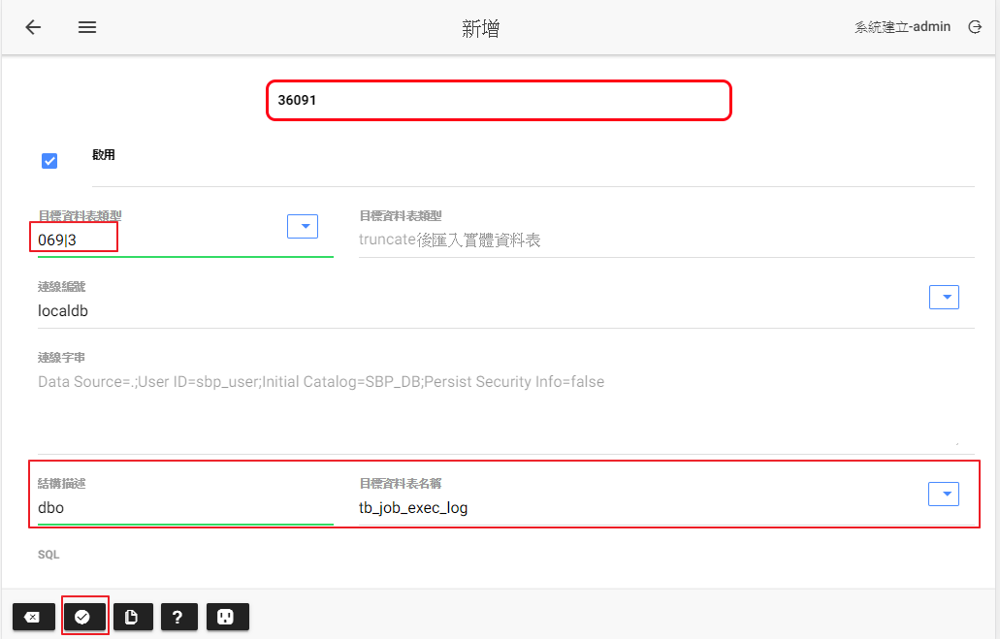 新增
系統建立-admin
36091
啟用
目標資料表類型
目標資料表類型
069|3
truncate後匯入實體資料表
連線編號
localdb
連線字串
Data Source=.;User ID=sbp_user;Initial Catalog=SBP_DB;Persist Security Info=false
結構描述
目標資料表名稱
dbo
tb_job_exec_log
SQL